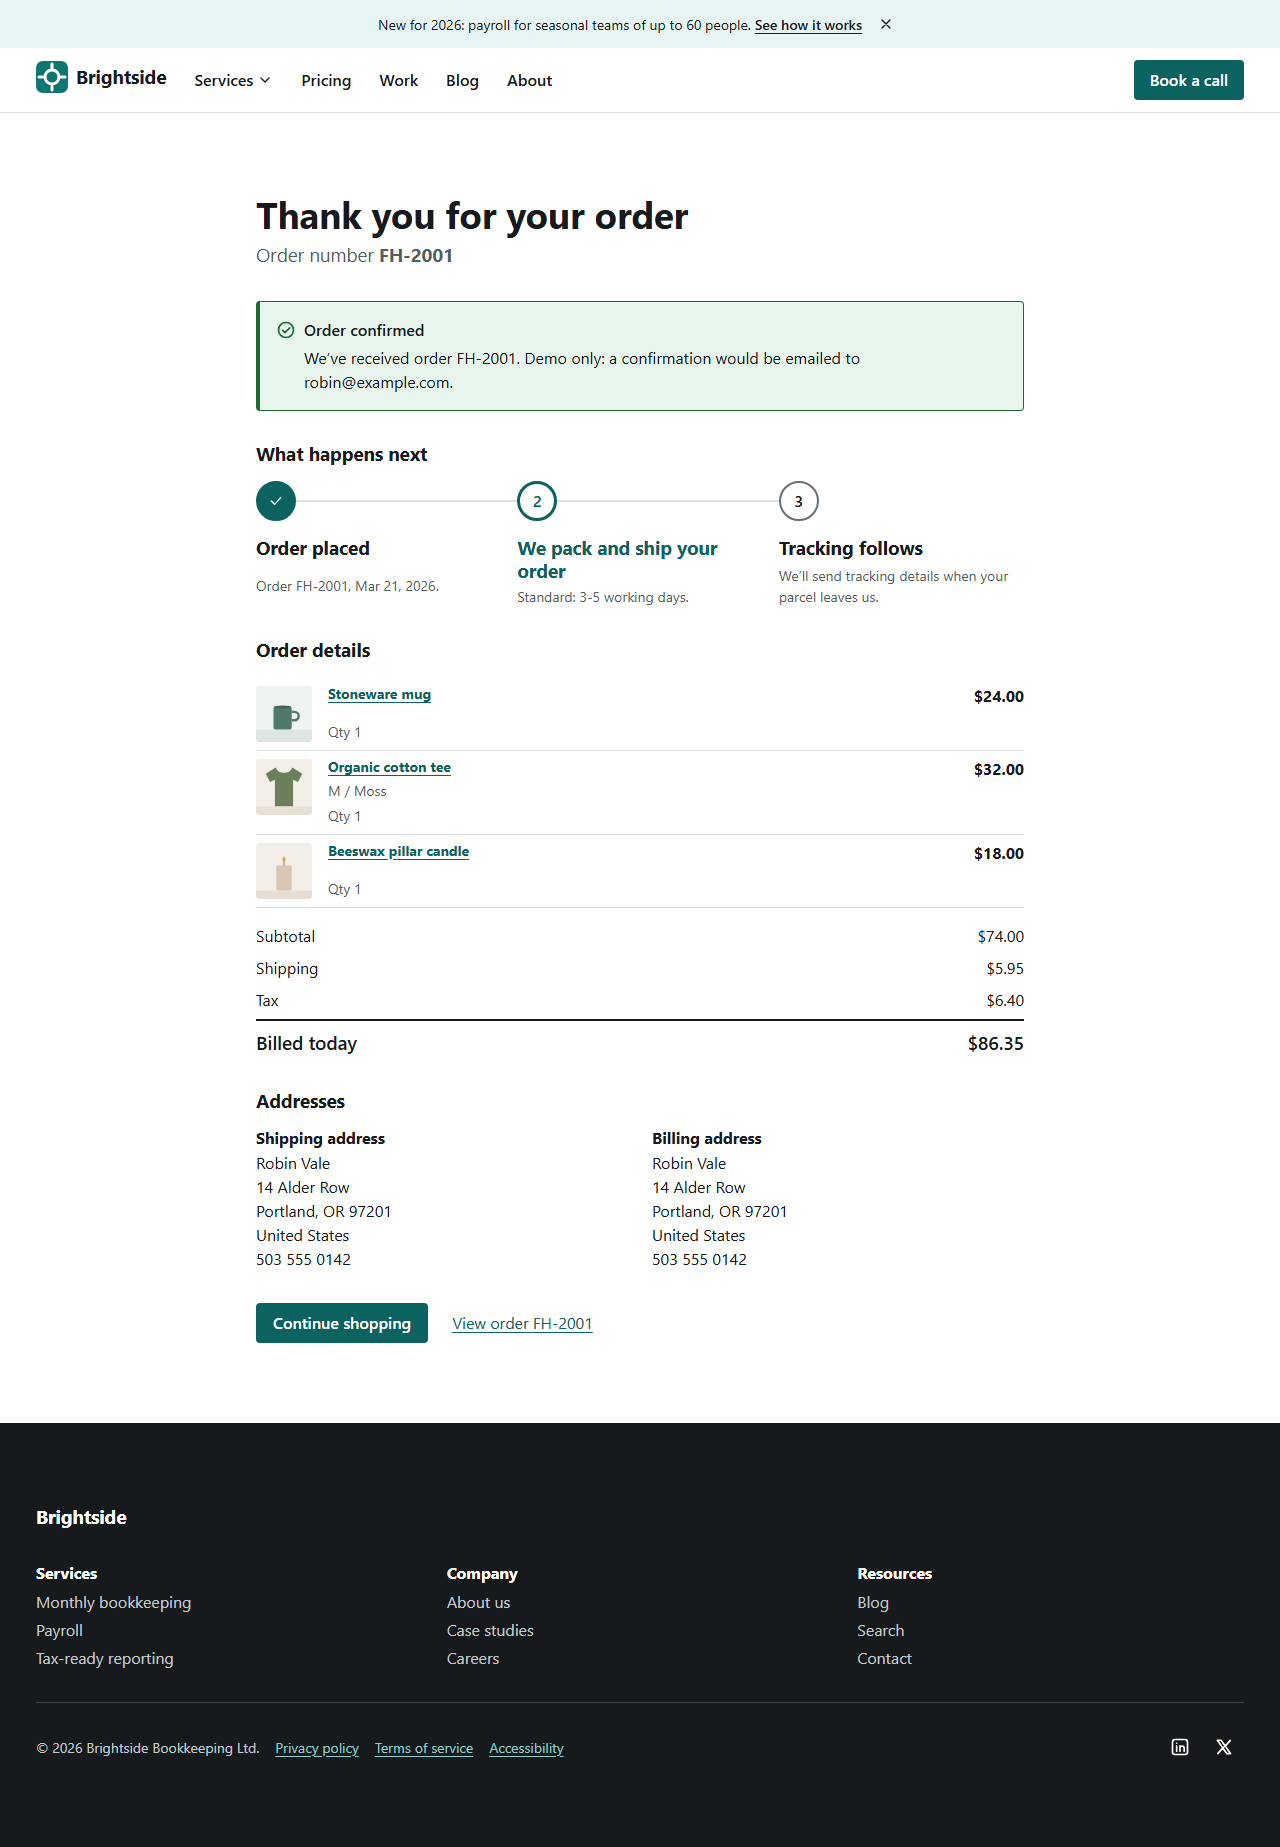 New for 2026: payroll for seasonal teams of up to 60 people. See how it works
Brightside Services Pricing Work Blog About Book a call
Thank you for your order
Order number FH-2001
Order confirmed
We’ve received order FH-2001. Demo only: a confirmation would be emailed to
robin@example.com.
What happens next
2 3
Order placed
Order FH-2001, Mar 21, 2026.
We pack and ship your
order
Standard: 3-5 working days.
Tracking follows
We’ll send tracking details when your
parcel leaves us.
Order details
Stoneware mug $24.00
Qty 1
Organic cotton tee $32.00
M / Moss
Qty 1
Beeswax pillar candle $18.00
Qty 1
Subtotal $74.00
Shipping $5.95
Tax $6.40
Billed today $86.35
Addresses
Shipping address
Robin Vale
14 Alder Row
Portland, OR 97201
United States
503 555 0142
Billing address
Robin Vale
14 Alder Row
Portland, OR 97201
United States
503 555 0142
Continue shopping View order FH-2001
Brightside
Services
Monthly bookkeeping
Payroll
Tax-ready reporting
Company
About us
Case studies
Careers
Resources
Blog
Search
Contact
© 2026 Brightside Bookkeeping Ltd. Privacy policy Terms of service Accessibility